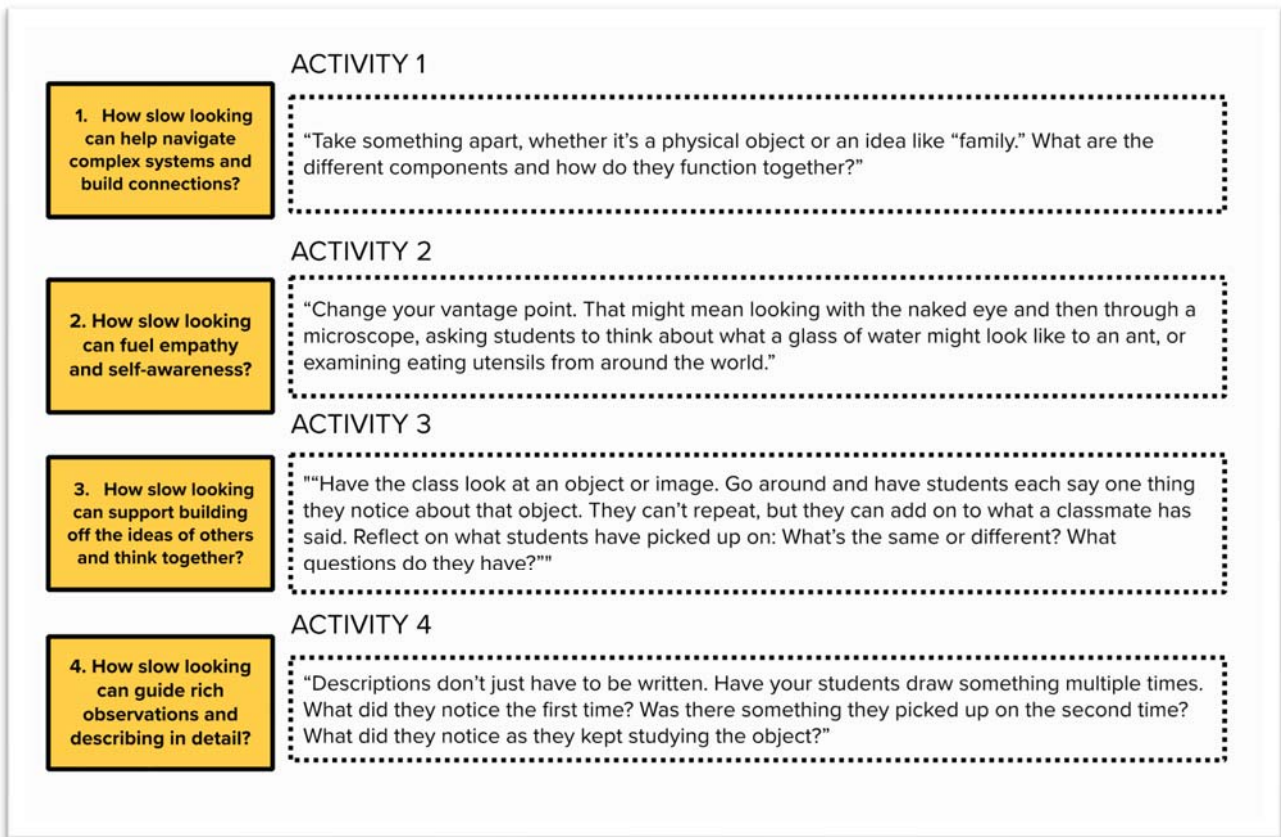 ACTIVITY 1
1. How slow looking
can help navigate
complex systems and
build connections?
“Take something apart, whether it’s a physical object or an idea like “family.” What are the
different components and how do they function together?”
ACTIVITY 2
2. How slow looking
can fuel empathy
and self-awareness?
“Change your vantage point. That might mean looking with the naked eye and then through a
microscope, asking students to think about what a glass of water might look like to an ant, or
examining eating utensils from around the world.”
ACTIVITY 3
3. How slow looking
can support building
off the ideas of others
and think together?
"“Have the class look at an object or image. Go around and have students each say one thing
they notice about that object. They can’t repeat, but they can add on to what a classmate has
said. Reflect on what students have picked up on: What’s the same or different? What
questions do they have?”"
ACTIVITY 4
4. How slow looking
can guide rich
observations and
describing in detail?
“Descriptions don’t just have to be written. Have your students draw something multiple times.
What did they notice the first time? Was there something they picked up on the second time?
What did they notice as they kept studying the object?”